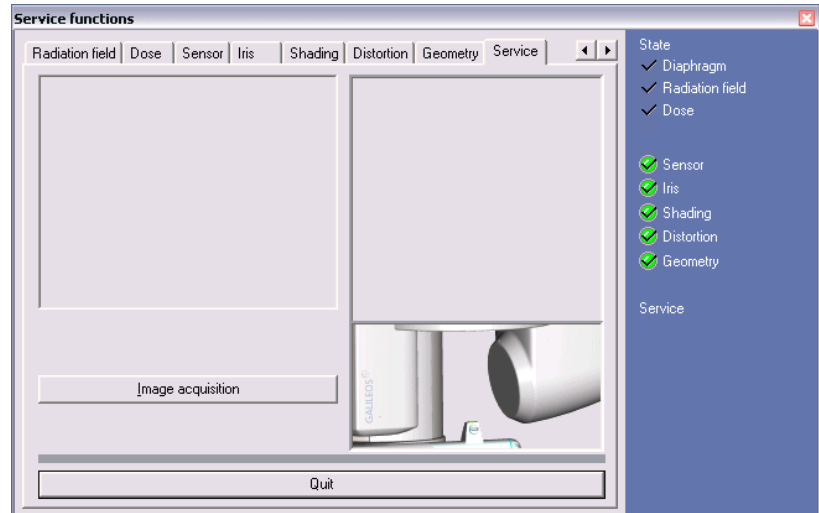 Service functions
Radiation field Dose Sensor Iris Shading Distortion Geometry Service
Image acquisition
GALILEOS®
Quit
State
Diaphragm
Radiation field
Dose
Sensor
Iris
Shading
Distortion
Geometry
Service